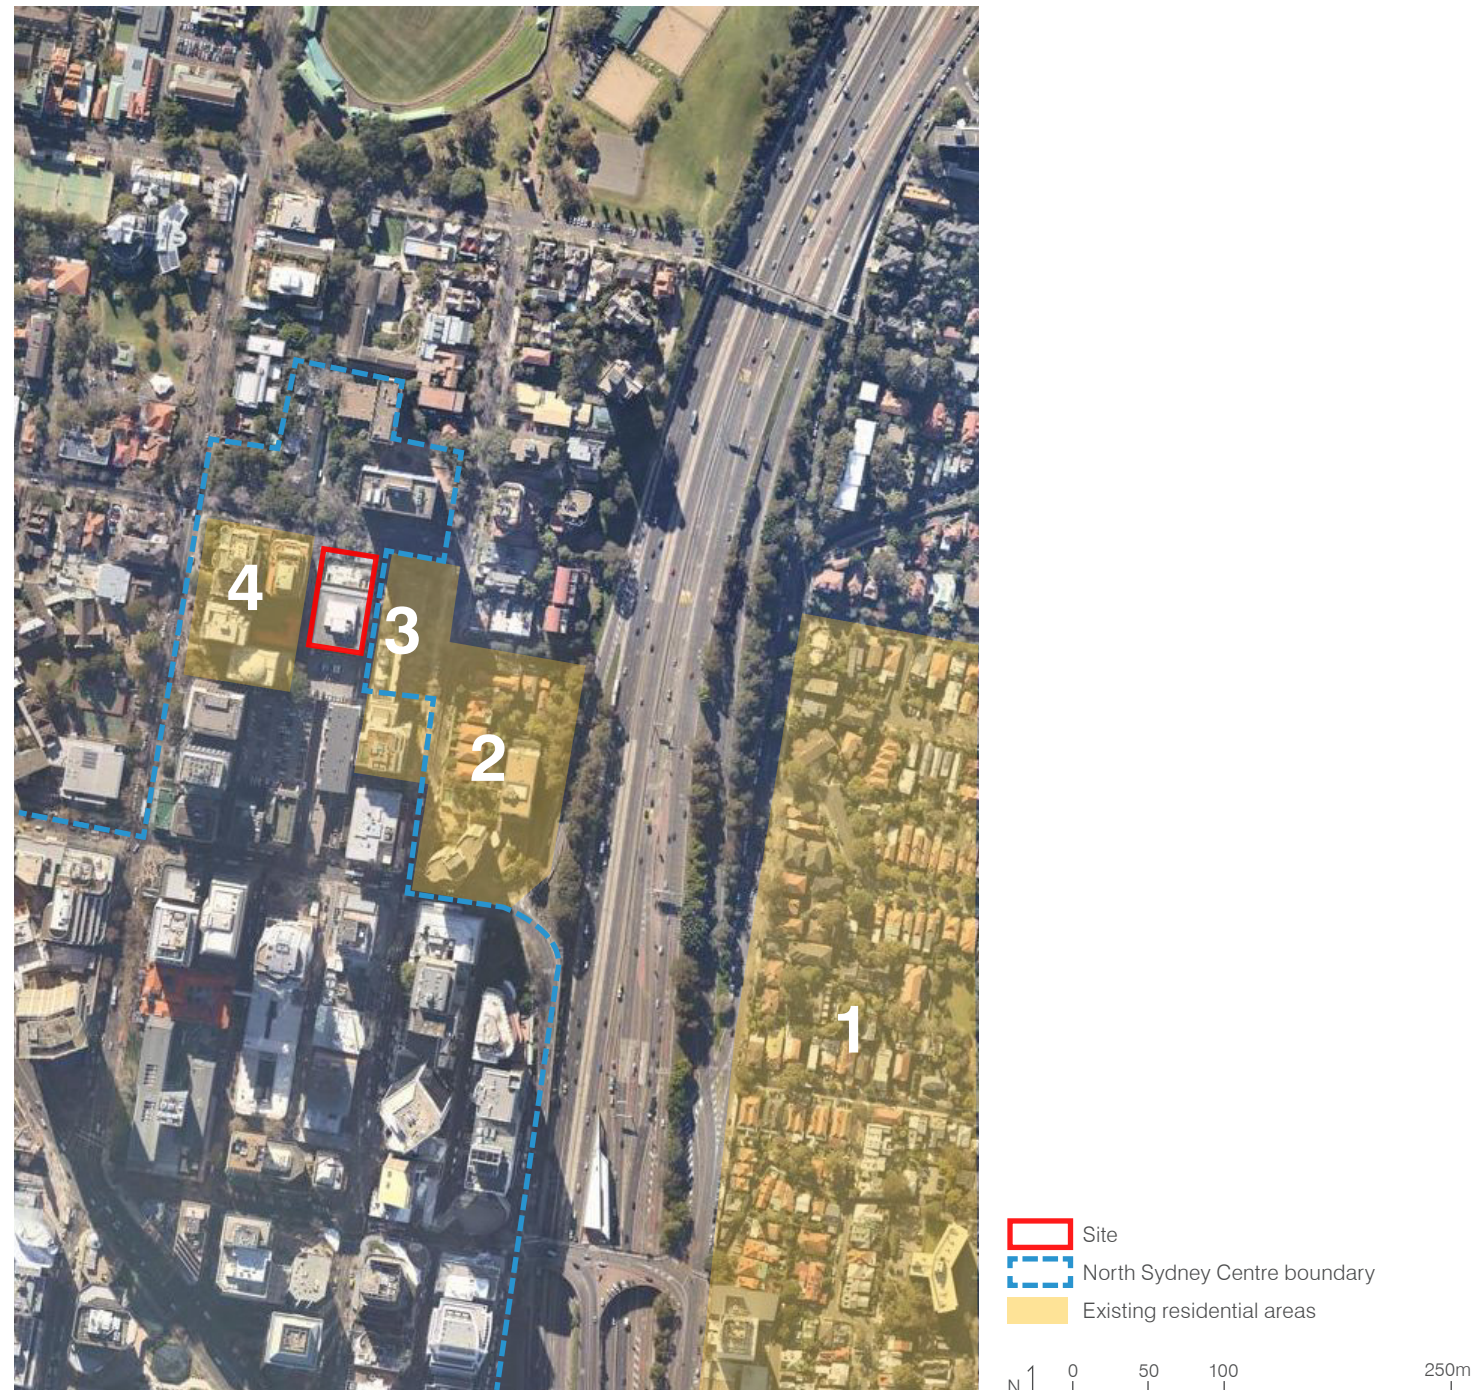 4
3
2
1
Site
North Sydney Centre boundary
Existing residential areas
N 0 50 100 250m